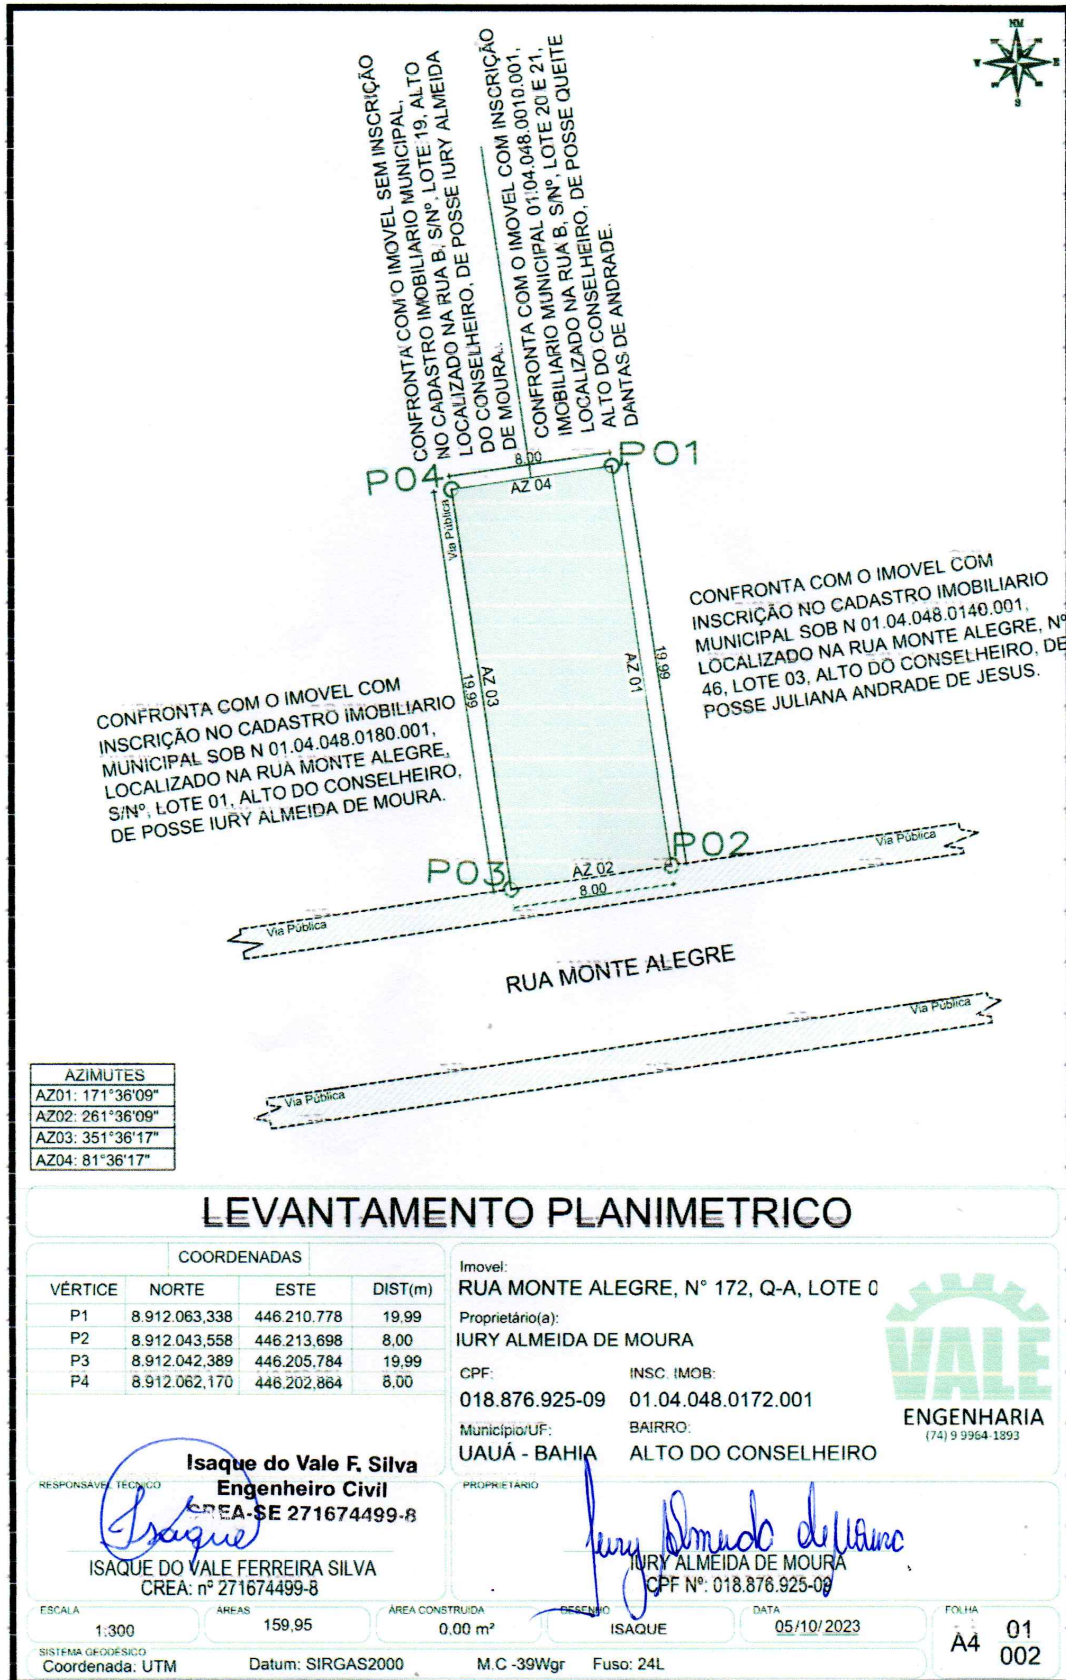 NM
E
S
CONFRONTA COM O IMOVEL SEM INSCRIÇÃO
NO CADASTRO IMOBILIARIO MUNICIPAL,
LOCALIZADO NA RUA B, S/Nº, LOTE 19, ALTO
DO CONSELHEIRO, DE POSSE IURY ALMEIDA
DE MOURA.
CONFRONTA COM O IMOVEL COM INSCRIÇÃO
IMOBILIARIO MUNICIPAL 01.04.048.0010.001,
LOCALIZADO NA RUA B, S/Nº, LOTE 20 E 21,
ALTO DO CONSELHEIRO, DE POSSE QUEITE
DANTAS DE ANDRADE.
P04
8.00
P01
AZ 04
Via Pública
CONFRONTA COM O IMOVEL COM
INSCRIÇÃO NO CADASTRO IMOBILIARIO
MUNICIPAL SOB N 01.04.048.0140.001,
LOCALIZADO NA RUA MONTE ALEGRE, Nº
46, LOTE 03, ALTO DO CONSELHEIRO, DE
POSSE JULIANA ANDRADE DE JESUS.
AZ 01
19.99
AZ 03
19.99
CONFRONTA COM O IMOVEL COM
INSCRIÇÃO NO CADASTRO IMOBILIARIO
MUNICIPAL SOB N 01.04.048.0180.001,
LOCALIZADO NA RUA MONTE ALEGRE,
S/Nº, LOTE 01, ALTO DO CONSELHEIRO,
DE POSSE IURY ALMEIDA DE MOURA.
P02
P03
AZ 02
8.00
Via Pública
Via Pública
RUA MONTE ALEGRE
Via Pública
Via Pública
AZIMUTES
AZ01: 171°36'09"
AZ02: 261°36'09"
AZ03: 351°36'17"
AZ04: 81°36'17"
LEVANTAMENTO PLANIMETRICO
COORDENADAS
VÉRTICE NORTE ESTE DIST(m)
P1 8.912.063,338 446.210.778 19,99
P2 8.912.043,558 446.213,698 8,00
P3 8.912.042,389 446.205,784 19,99
P4 8.912.062,170 446.202,864 8,00
Imovel:
RUA MONTE ALEGRE, N° 172, Q-A, LOTE 0
Proprietário(a):
IURY ALMEIDA DE MOURA
CPF: INSC. IMOB:
018.876.925-09 01.04.048.0172.001
Município/UF: BAIRRO:
UAUÁ - BAHIA ALTO DO CONSELHEIRO
VALE
ENGENHARIA
(74) 9 9964-1893
Isaque do Vale F. Silva
Engenheiro Civil
CREA-SE 271674499-8
RESPONSÁVEL TÉCNICO
Isaque
ISAQUE DO VALE FERREIRA SILVA
CREA: nº 271674499-8
PROPRIETÁRIO
Iury Almeida de Moura
IURY ALMEIDA DE MOURA
CPF Nº: 018.876.925-09
ESCALA
1:300
ÁREAS
159,95
ÁREA CONSTRUIDA
0.00 m²
DESENHO
ISAQUE
DATA
05/10/2023
FOLHA
A4
01
002
SISTEMA GEODÉSICO
Coordenada: UTM Datum: SIRGAS2000 M.C -39Wgr Fuso: 24L